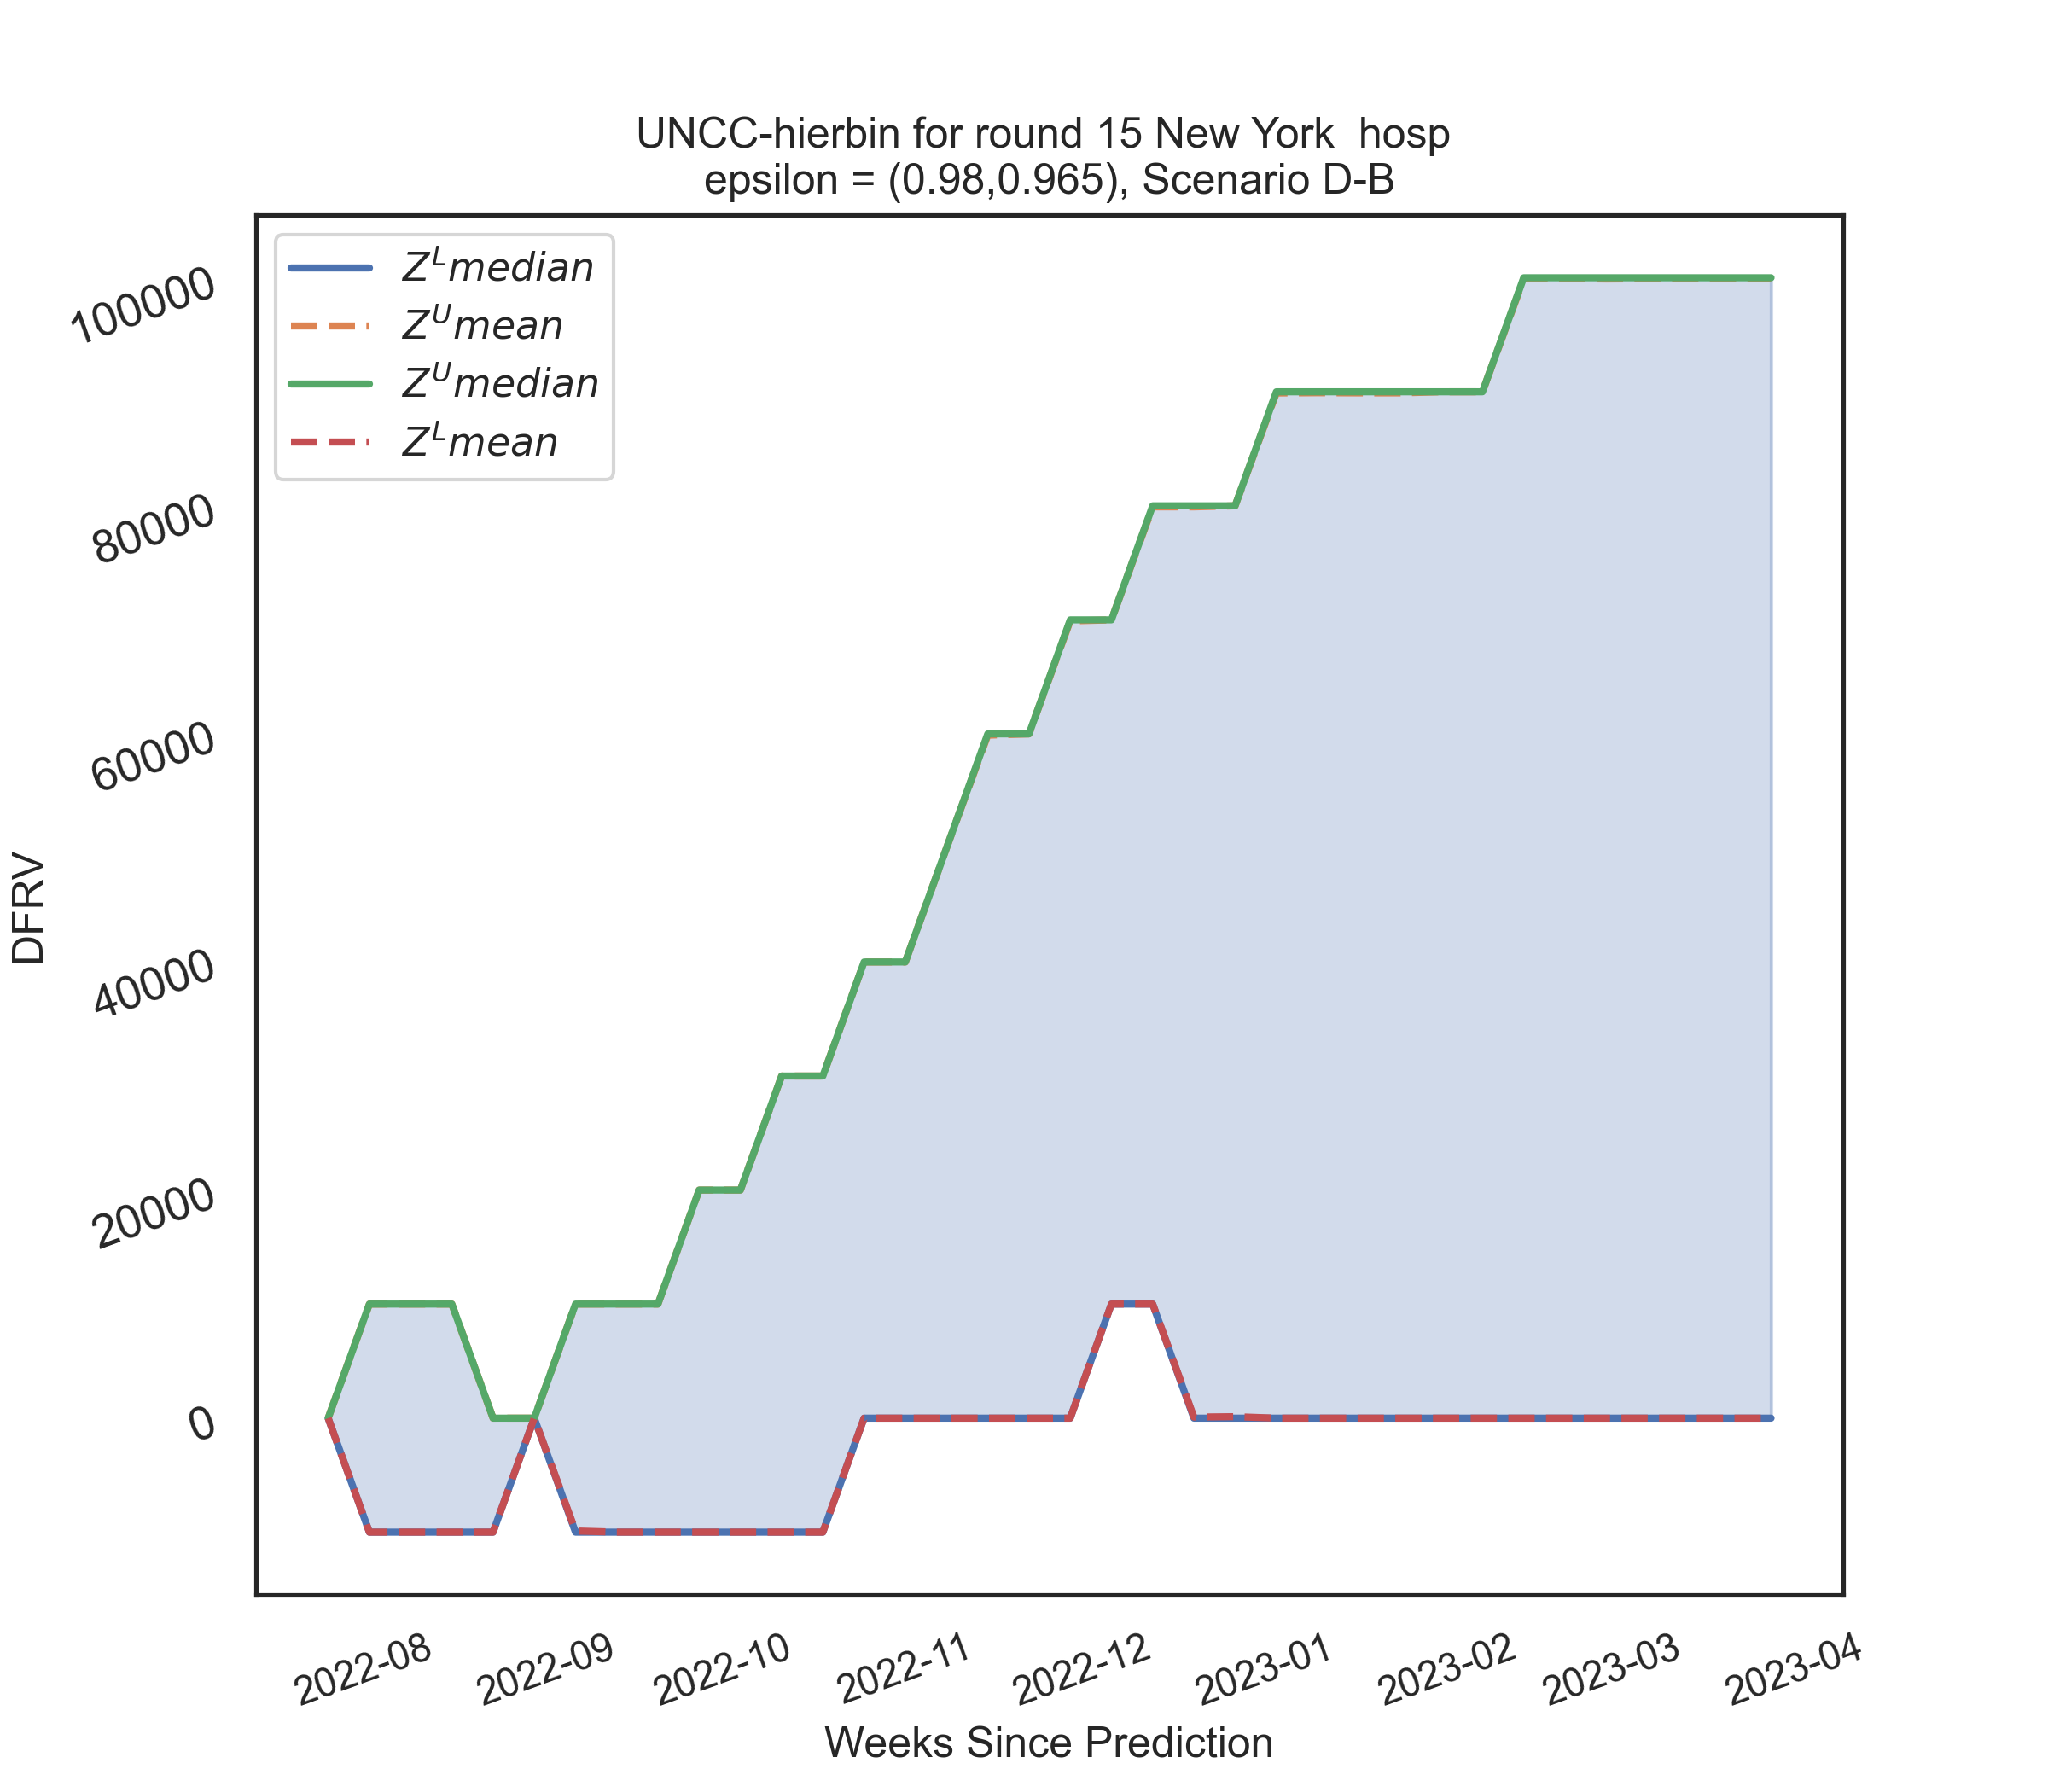 UNCC-hierbin for round 15 New York  hosp
epsilon = (0.98,0.965), Scenario D-B
Z^L median
Z^U mean
Z^U median
Z^L mean
100000
80000
60000
40000
20000
0
DFRV
2022-08
2022-09
2022-10
2022-11
2022-12
2023-01
2023-02
2023-03
2023-04
Weeks Since Prediction